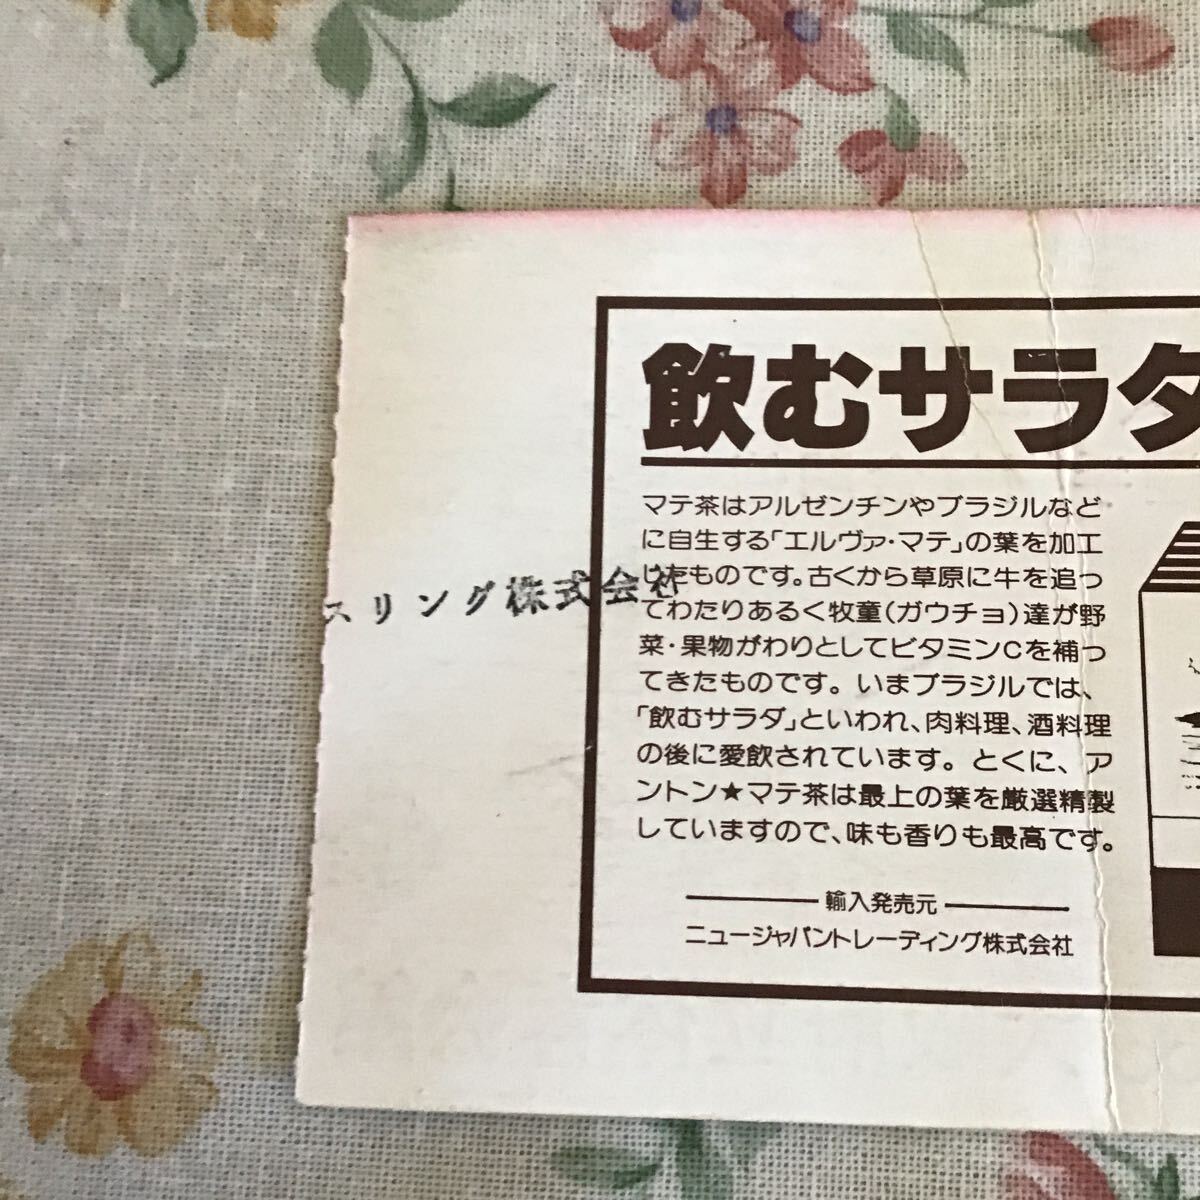 飲むサラダ
マテ茶はアルゼンチンやブラジルなど
に自生する「エルヴァ・マテ」の葉を加工
したものです。古くから草原に牛を追っ
てわたりあるく牧童(ガウチョ)達が野
菜・果物がわりとしてビタミンCを補っ
てきたものです。いまブラジルでは、
「飲むサラダ」といわれ、肉料理、酒料理
の後に愛飲されています。とくに、ア
ントン★マテ茶は最上の葉を厳選精製
していますので、味も香りも最高です。
輸入発売元
ニュージャパントレーディング株式会社
スリング株式会社